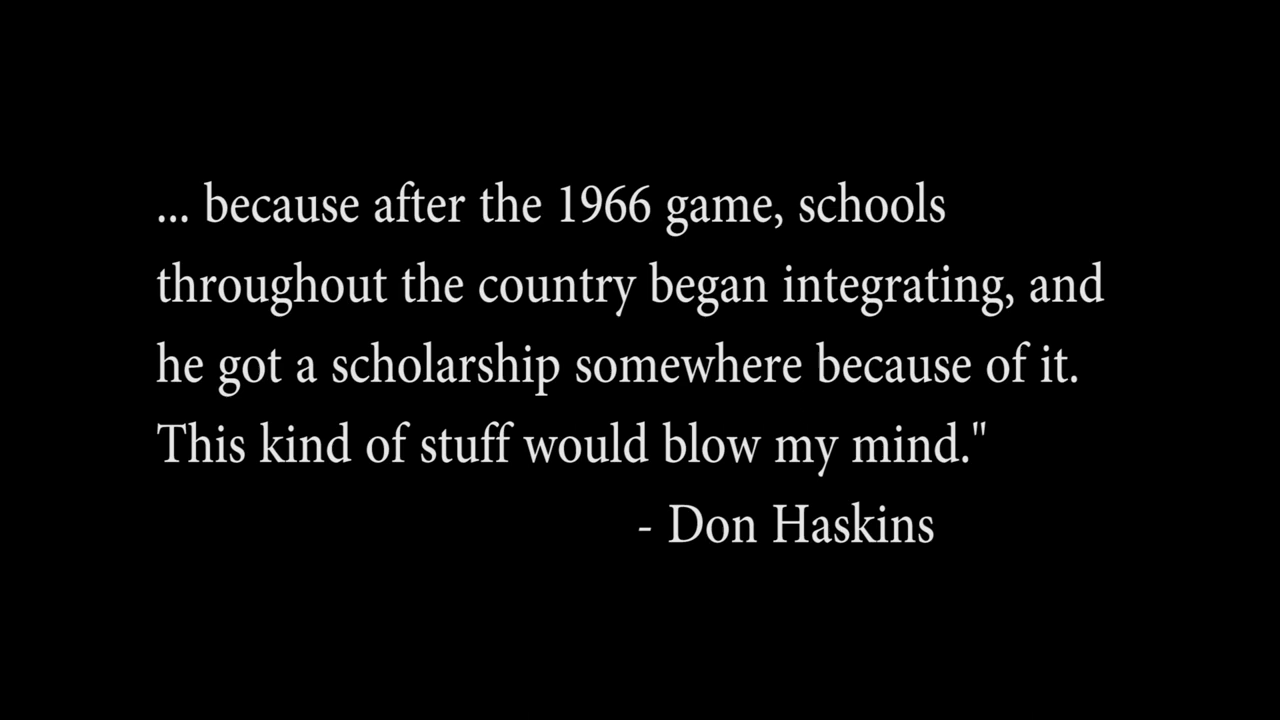 ... because after the 1966 game, schools
throughout the country began integrating, and
he got a scholarship somewhere because of it.
This kind of stuff would blow my mind."
- Don Haskins